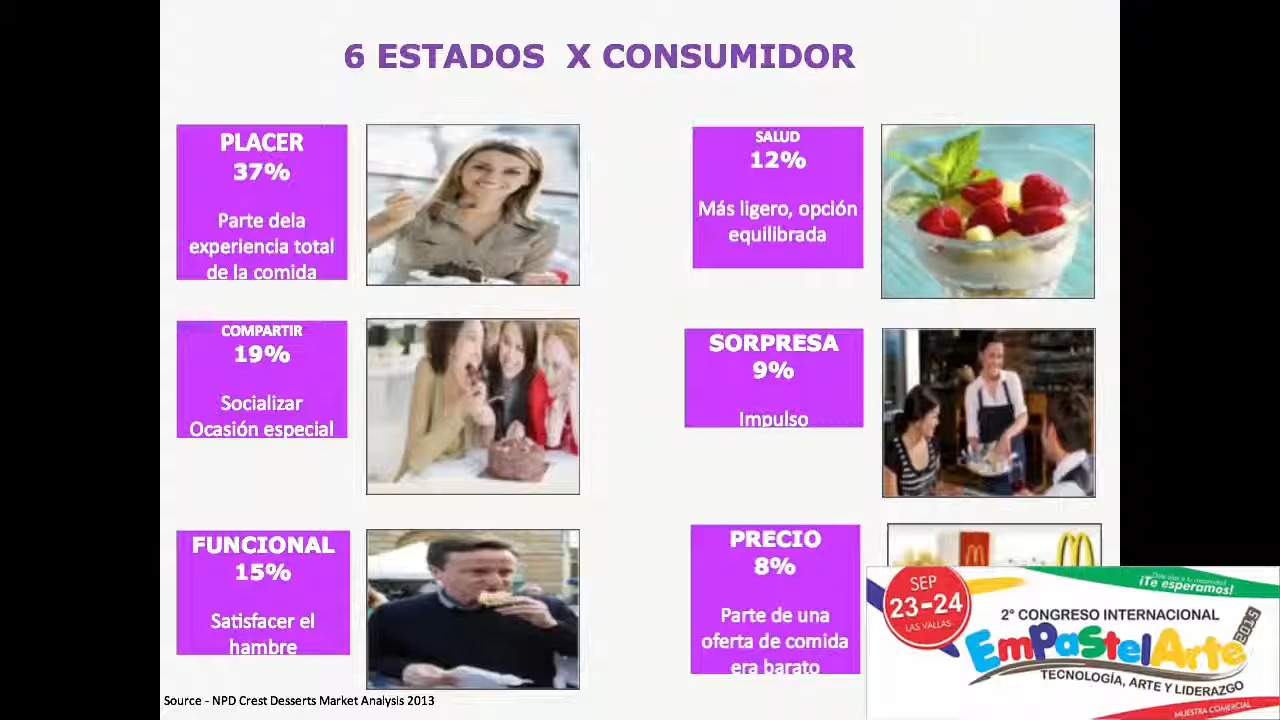 6 ESTADOS X CONSUMIDOR
PLACER
37%
Parte dela
experiencia total
de la comida
SALUD
12%
Más ligero, opción
equilibrada
COMPARTIR
19%
Socializar
Ocasión especial
SORPRESA
9%
Impulso
FUNCIONAL
15%
Satisfacer el
hambre
PRECIO
8%
Parte de una
oferta de comida
era barato
Source - NPD Crest Desserts Market Analysis 2013
SEP
23-24
LAS VALLAS
¡Te esperamos!
2° CONGRESO INTERNACIONAL
EmPaStelArte
2015
TECNOLOGÍA, ARTE Y LIDERAZGO
MUESTRA COMERCIAL